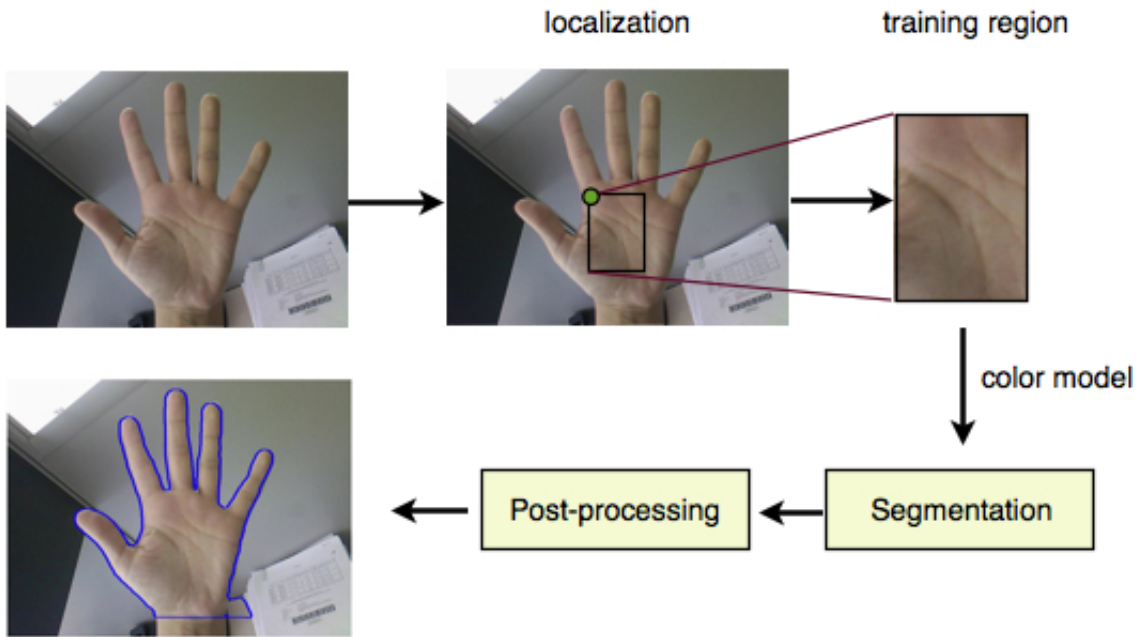 localization
training region
color model
Post-processing
Segmentation